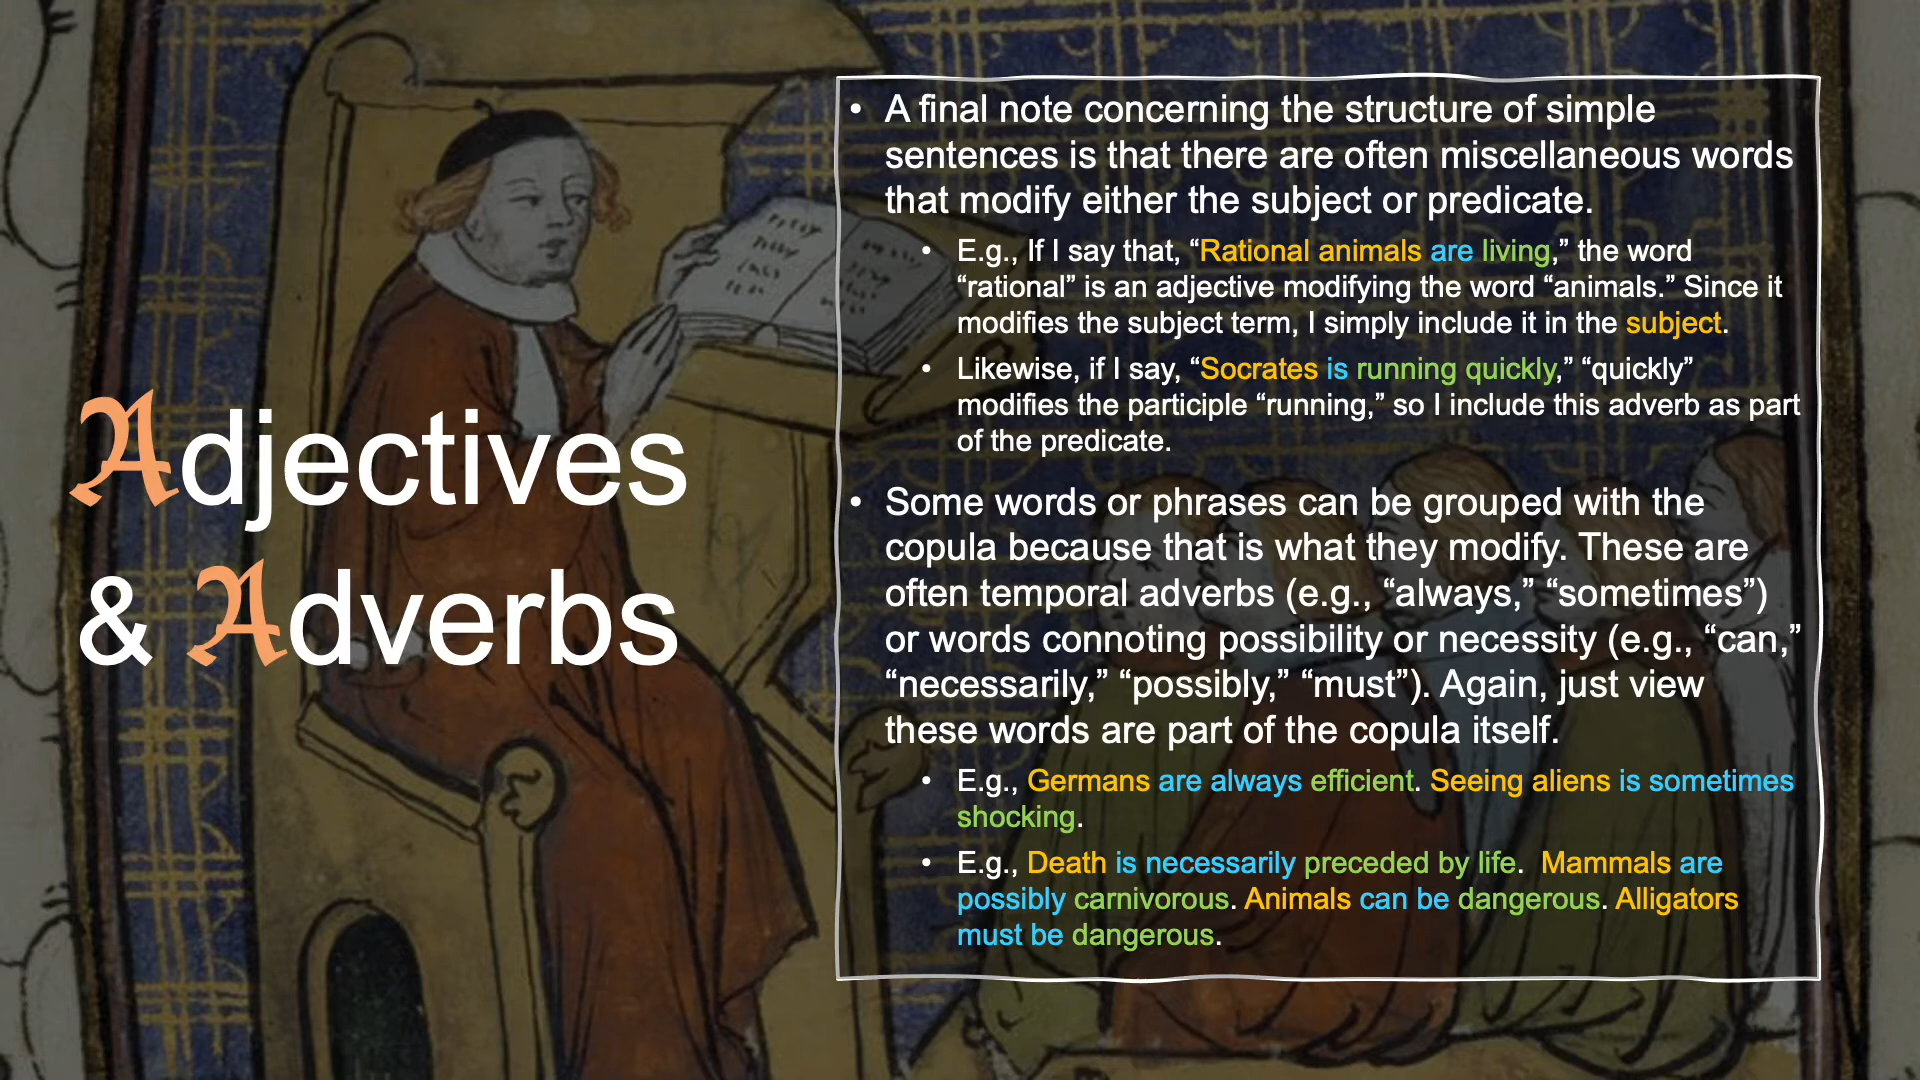 Adjectives
& Adverbs
• A final note concerning the structure of simple
sentences is that there are often miscellaneous words
that modify either the subject or predicate.
• E.g., If I say that, “Rational animals are living,” the word
“rational” is an adjective modifying the word “animals.” Since it
modifies the subject term, I simply include it in the subject.
• Likewise, if I say, “Socrates is running quickly,” “quickly”
modifies the participle “running,” so I include this adverb as part
of the predicate.
• Some words or phrases can be grouped with the
copula because that is what they modify. These are
often temporal adverbs (e.g., “always,” “sometimes”)
or words connoting possibility or necessity (e.g., “can,”
“necessarily,” “possibly,” “must”). Again, just view
these words are part of the copula itself.
• E.g., Germans are always efficient. Seeing aliens is sometimes
shocking.
• E.g., Death is necessarily preceded by life.  Mammals are
possibly carnivorous. Animals can be dangerous. Alligators
must be dangerous.